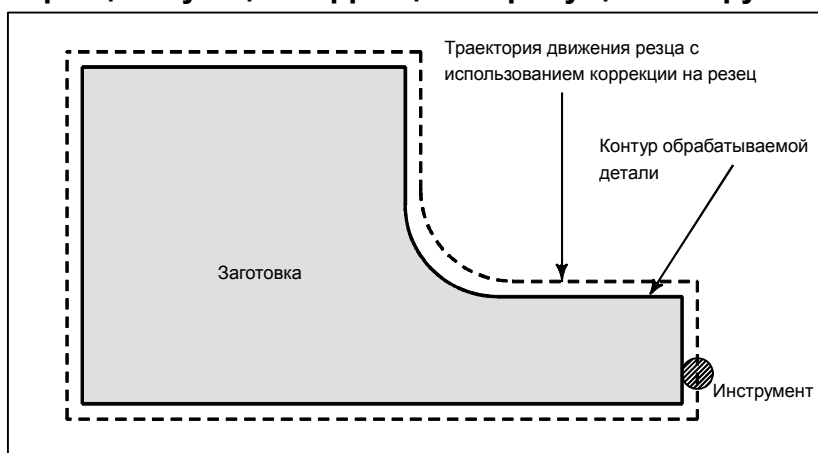 Траектория движения резца с
использованием коррекции на резец
Контур обрабатываемой
детали
Заготовка
Инструмент